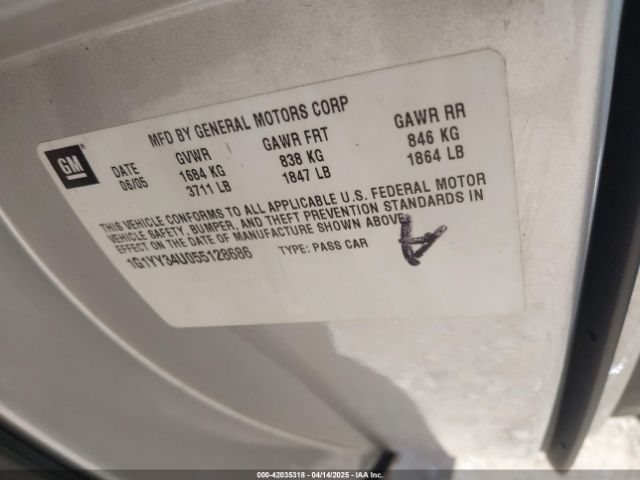 GM
MFD BY GENERAL MOTORS CORP
DATE GVWR GAWR FRT GAWR RR
06/05 1684 KG 838 KG 846 KG
3711 LB 1847 LB 1864 LB
THIS VEHICLE CONFORMS TO ALL APPLICABLE U.S. FEDERAL MOTOR
VEHICLE SAFETY, BUMPER, AND THEFT PREVENTION STANDARDS IN
EFFECT ON THE DATE OF MANUFACTURE SHOWN ABOVE.
1G1YY34U055128686 TYPE: PASS CAR
000-42035318 - 04/14/2025 - IAAI.com